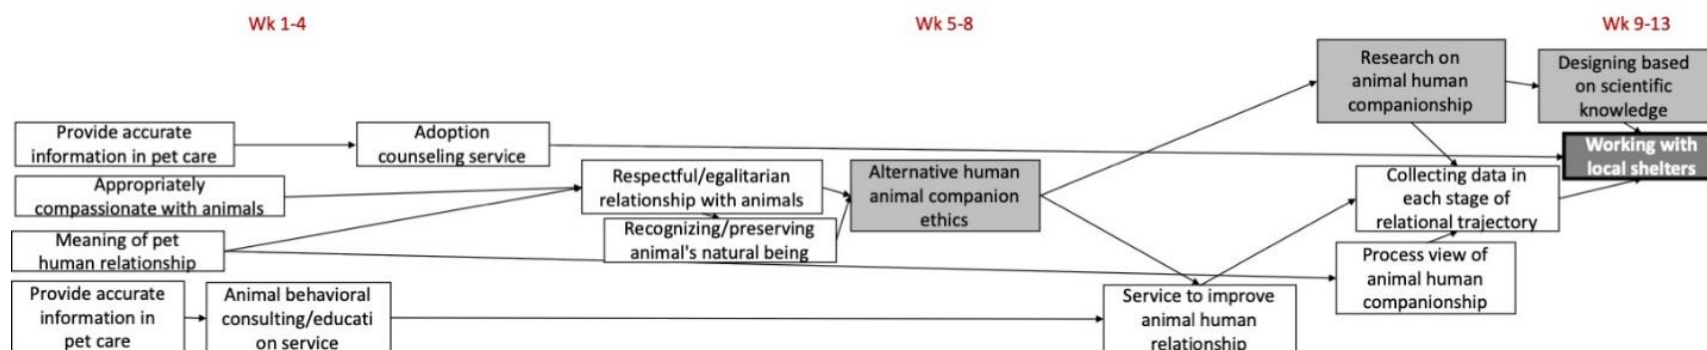 Wk 1-4
Wk 5-8
Wk 9-13
Provide accurate
information in pet care
Adoption
counseling service
Appropriately
compassionate with animals
Meaning of pet
human relationship
Provide accurate
information in
pet care
Animal behavioral
consulting/educati
on service
Respectful/egalitarian
relationship with animals
Recognizing/preserving
animal's natural being
Alternative human
animal companion
ethics
Research on
animal human
companionship
Designing based
on scientific
knowledge
Working with
local shelters
Collecting data in
each stage of
relational trajectory
Process view of
animal human
companionship
Service to improve
animal human
relationship